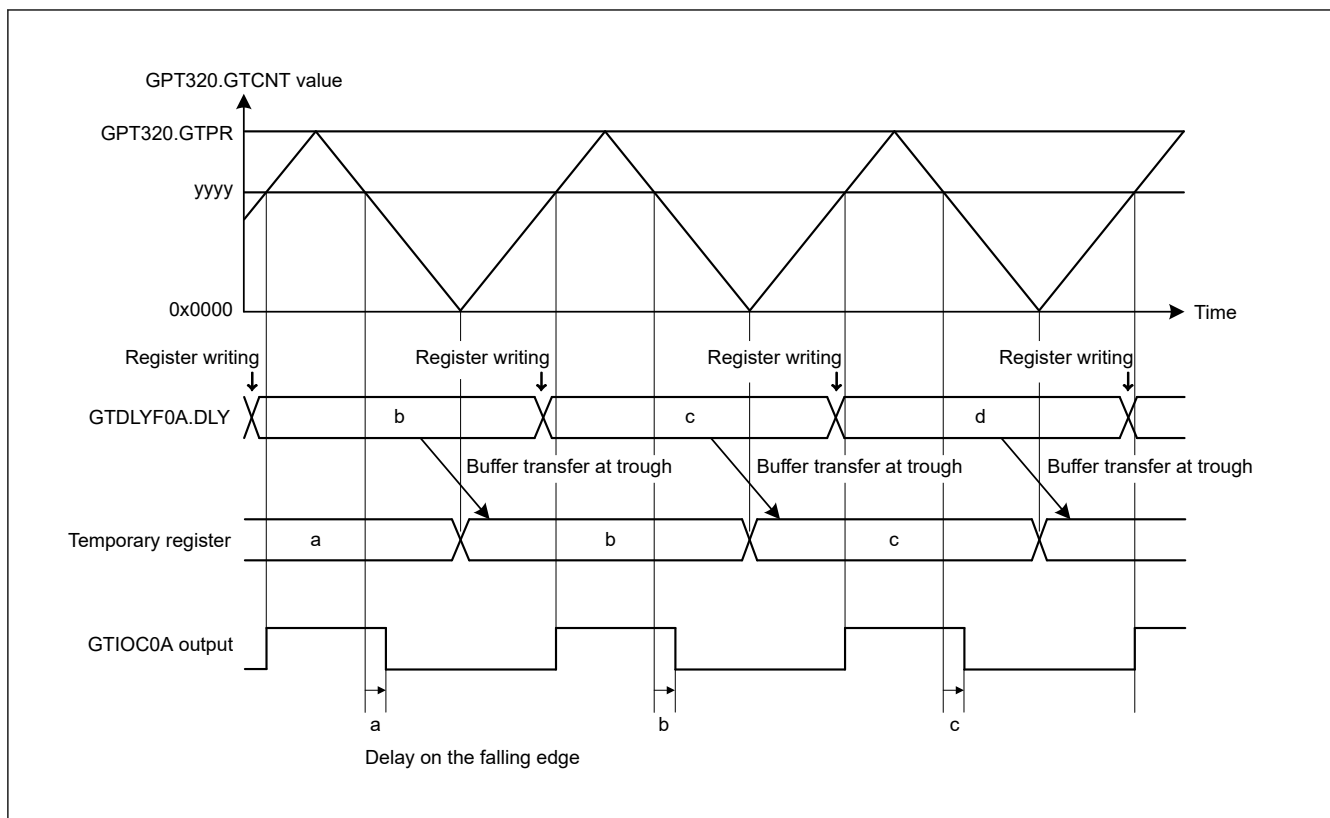 GPT320.GTCNT value
GPT320.GTPR
yyyy
0x0000
Time
Register writing
Register writing
Register writing
Register writing
GTDLYF0A.DLY
b
c
d
Buffer transfer at trough
Buffer transfer at trough
Buffer transfer at trough
Temporary register
a
b
c
GTIOC0A output
a
b
c
Delay on the falling edge